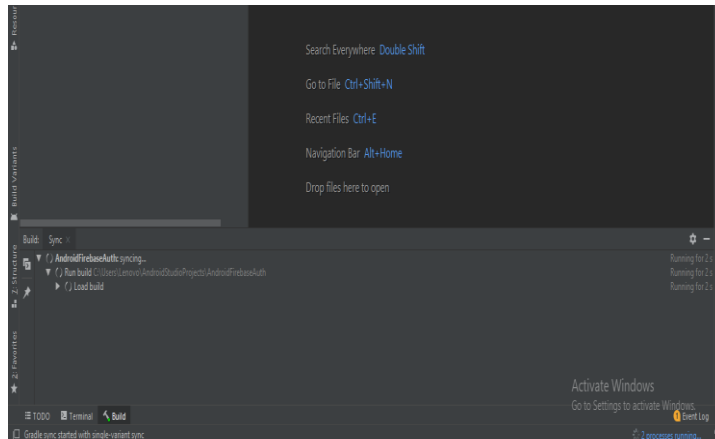 Resour
Search Everywhere Double Shift
Go to File Ctrl+Shift+N
Recent Files Ctrl+E
Navigation Bar Alt+Home
Drop files here to open
Build Variants
Build: Sync ×
AndroidFirebaseAuth: syncing... Running for 2 s
Run build C:\Users\Lenovo\AndroidStudioProjects\AndroidFirebaseAuth Running for 2 s
Load build Running for 2 s
Z: Structure
2: Favorites
Activate Windows
Go to Settings to activate Windows.
TODO Terminal Build 1 Event Log
Gradle sync started with single-variant sync 2 processes running...